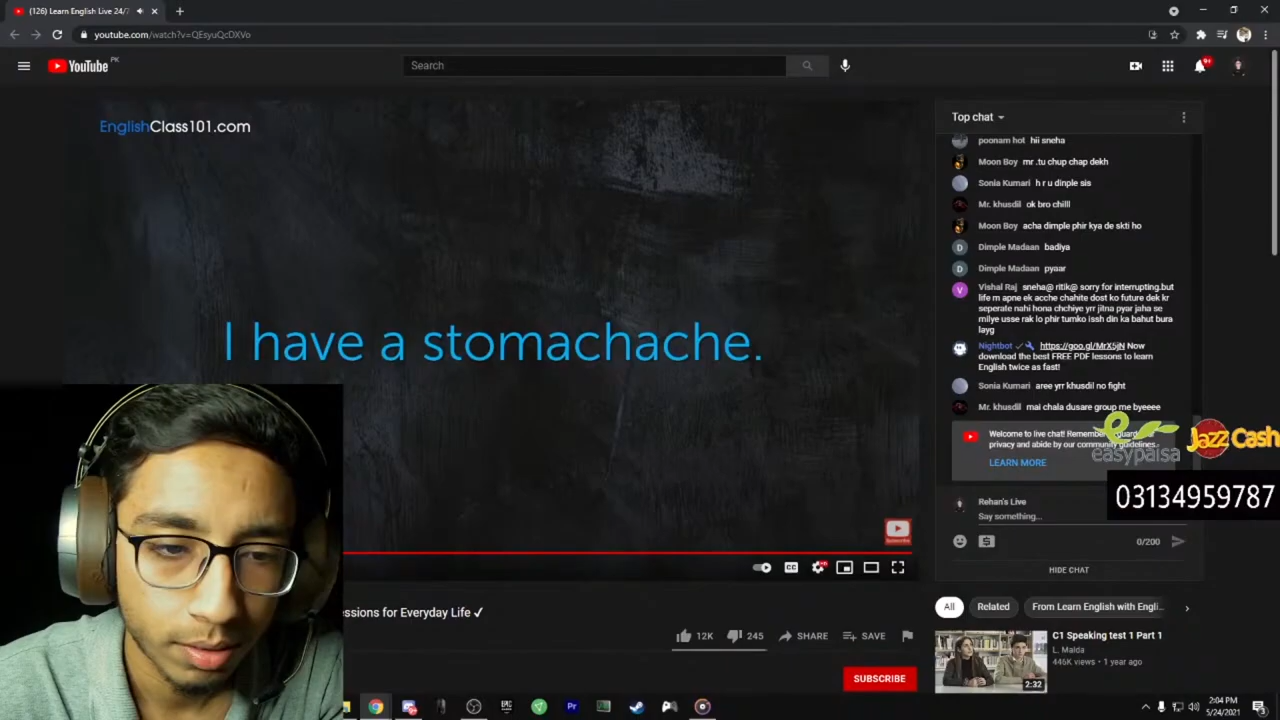 (126) Learn English Live 24/7
youtube.com/watch?v=QEsyuQcDXVo
YouTube PK
Search
9+
EnglishClass101.com
I have a stomachache.
Subscribe
essions for Everyday Life ✓
12K
245
SHARE
SAVE
SUBSCRIBE
Top chat
poonam hot hii sneha
Moon Boy mr .tu chup chap dekh
Sonia Kumari h r u dinple sis
Mr. khusdil ok bro chilll
Moon Boy acha dimple phir kya de skti ho
D Dimple Madaan badiya
D Dimple Madaan pyaar
V Vishal Raj sneha@ ritik@ sorry for interrupting.but
life m apne ek acche chahite dost ko future dek kr
seperate nahi hona chchiye yrr jitna pyar jaha se
milye usse rak lo phir tumko issh din ka bahut bura
layg
Nightbot https://goo.gl/MrX5jN Now
download the best FREE PDF lessons to learn
English twice as fast!
Sonia Kumari aree yrr khusdil no fight
Mr. khusdil mai chala dusare group me byeeee
Welcome to live chat! Remember guard
privacy and abide by our community guidelines.
LEARN MORE
easypaisa
Jazz Cash
03134959787
Rehan's Live
Say something...
0/200
HIDE CHAT
All
Related
From Learn English with Engli...
C1 Speaking test 1 Part 1
L. Maida
446K views • 1 year ago
2:32
EPIC
Pr
2:04 PM
5/24/2021
3